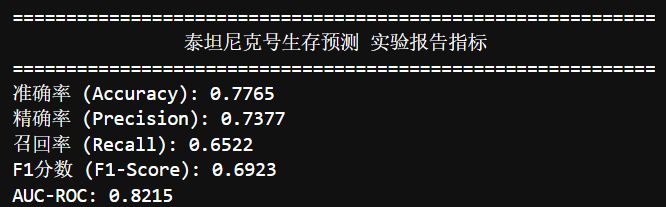 ============================================================
泰坦尼克号生存预测 实验报告指标
============================================================
准确率 (Accuracy): 0.7765
精确率 (Precision): 0.7377
召回率 (Recall): 0.6522
F1分数 (F1-Score): 0.6923
AUC-ROC: 0.8215